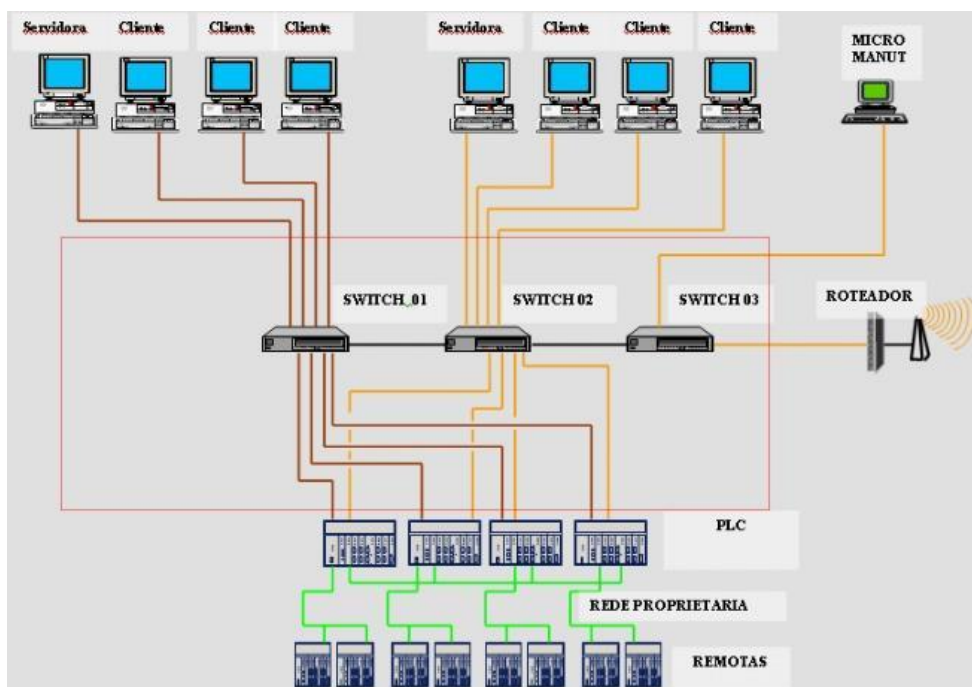 Servidora
Cliente
Cliente
Cliente
Servidora
Cliente
Cliente
Cliente
MICRO
MANUT
SWITCH_01
SWITCH 02
SWITCH 03
ROTEADOR
PLC
REDE PROPRIETARIA
REMOTAS